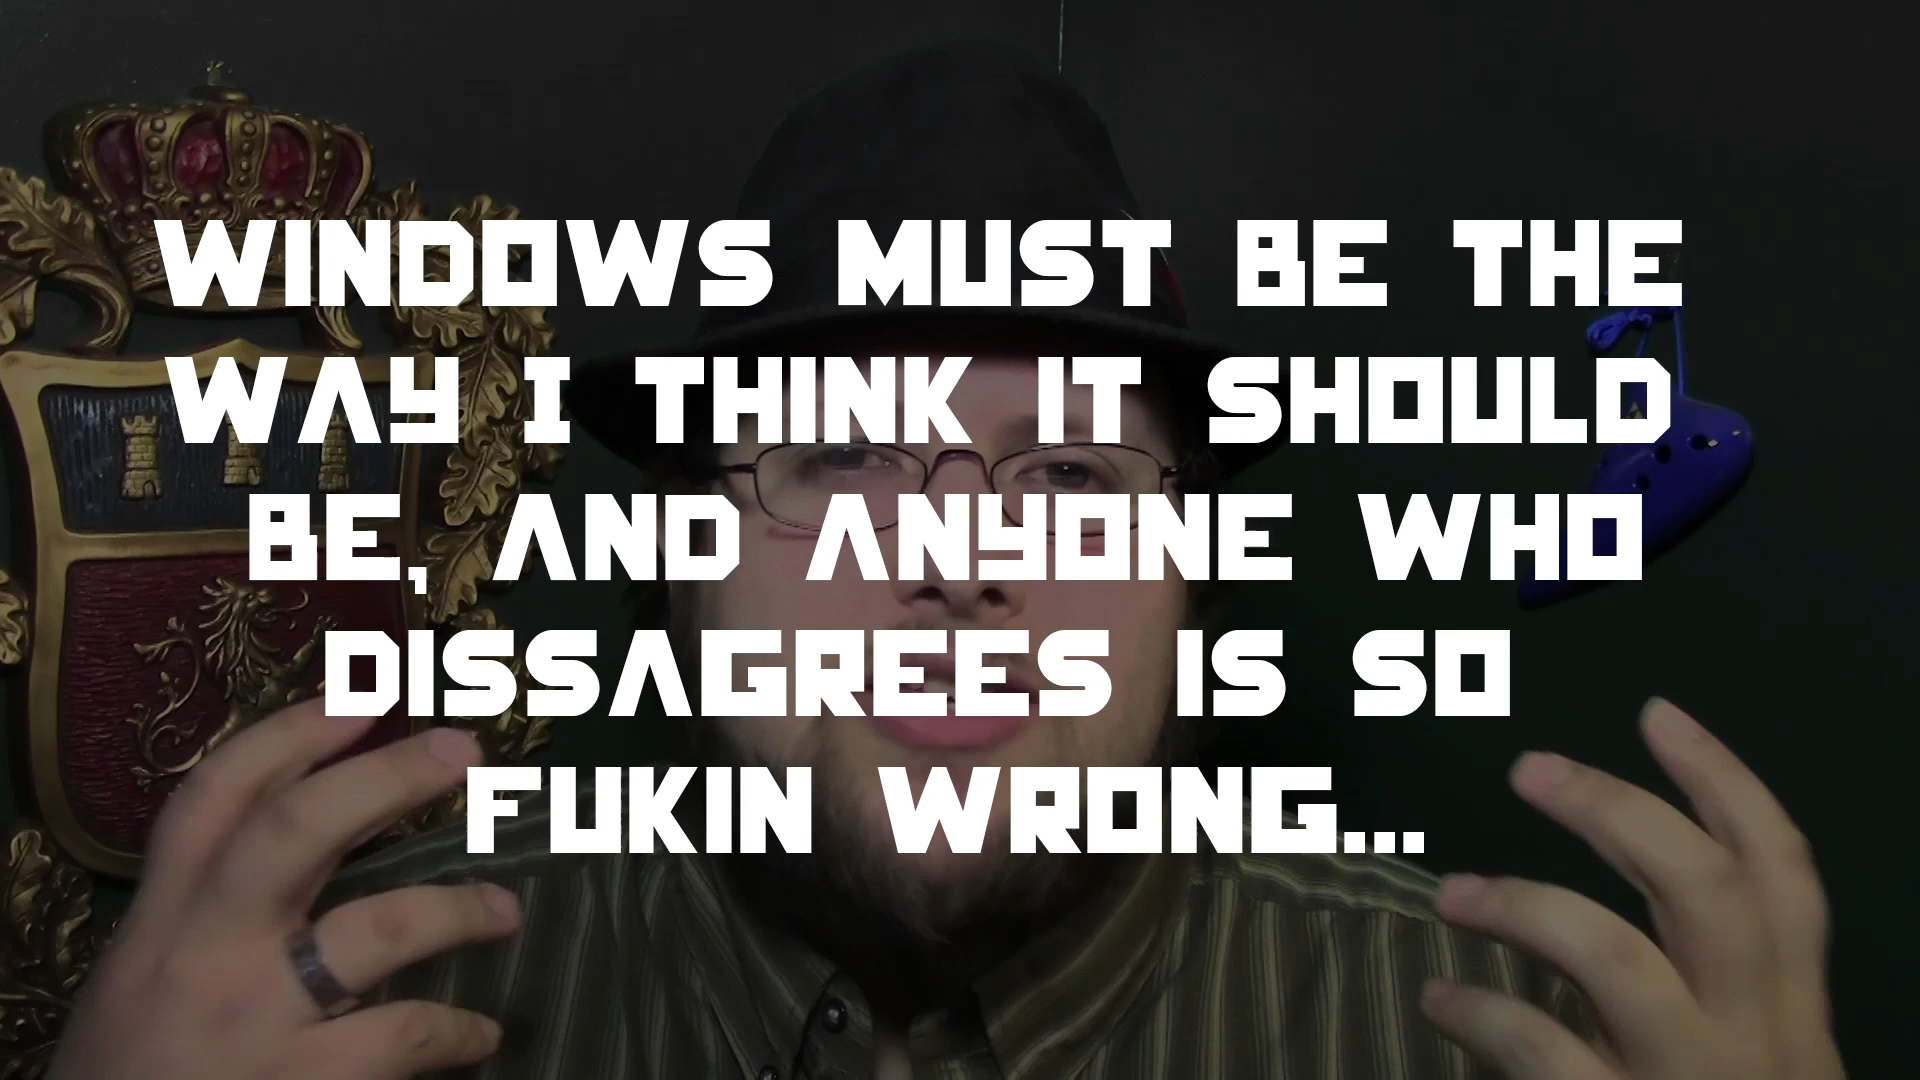 WINDOWS MUST BE THE
WAY I THINK IT SHOULD
BE, AND ANYONE WHO
DISSAGREES IS SO
FUKIN WRONG...